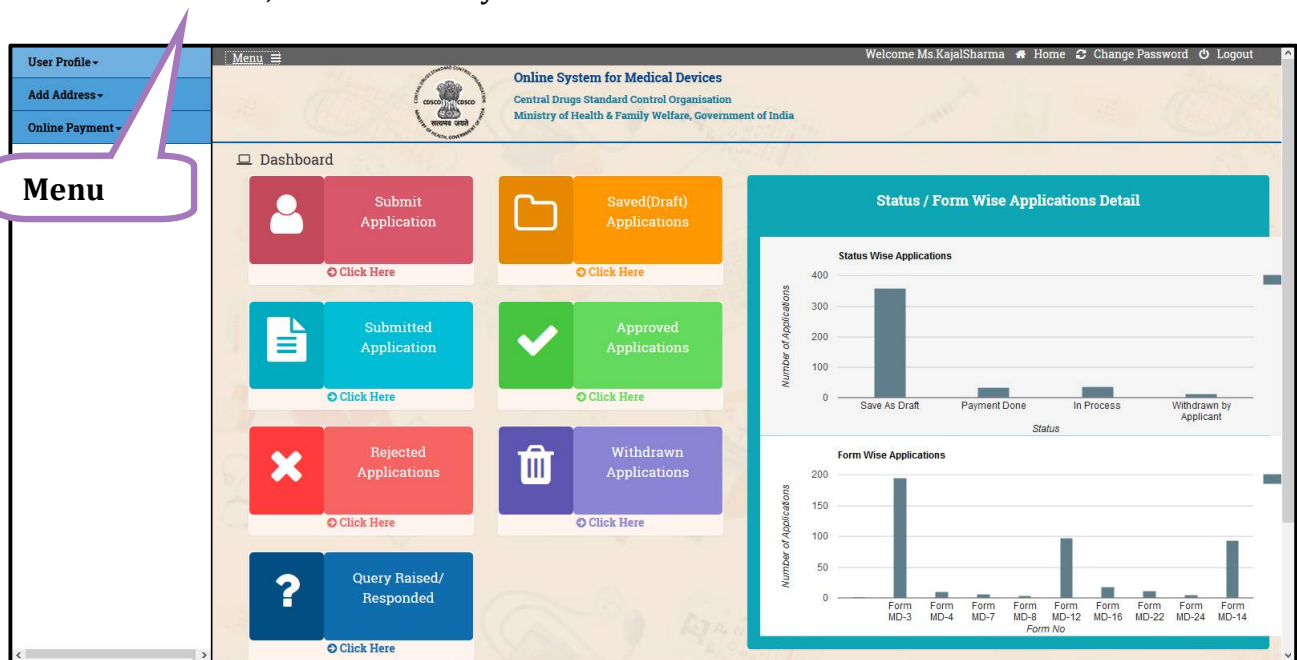 User Profile
Add Address
Online Payment
Menu
Menu
Welcome Ms.KajalSharma Home Change Password Logout
CDSCO CDSCO
सत्यमेव जयते
Online System for Medical Devices
Central Drugs Standard Control Organisation
Ministry of Health & Family Welfare, Government of India
Dashboard
Submit
Application
Click Here
Saved(Draft)
Applications
Click Here
Submitted
Application
Click Here
Approved
Applications
Click Here
Rejected
Applications
Click Here
Withdrawn
Applications
Click Here
Query Raised/
Responded
Click Here
Status / Form Wise Applications Detail
Status Wise Applications
Number of Applications
400
300
200
100
0
Save As Draft Payment Done In Process Withdrawn by
Applicant
Status
Form Wise Applications
Number of Applications
200
150
100
50
0
Form Form Form Form Form Form Form Form Form
MD-3 MD-4 MD-7 MD-8 MD-12 MD-16 MD-22 MD-24 MD-14
Form No